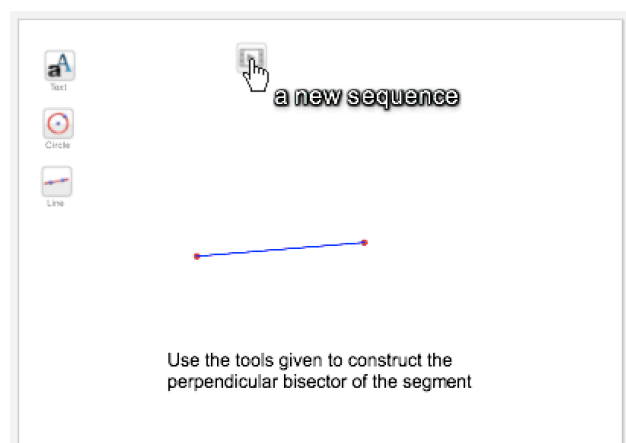 Text
a new sequence
Circle
Line
Use the tools given to construct the
perpendicular bisector of the segment